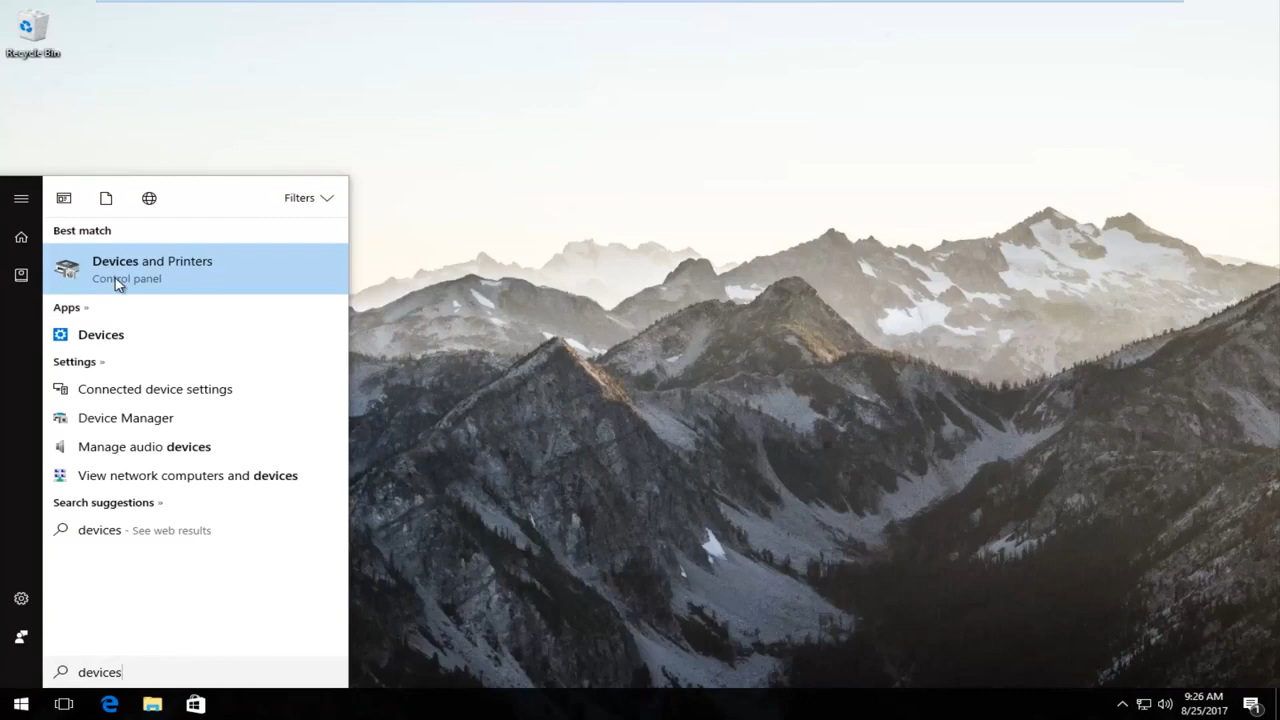 Recycle Bin
Filters
Best match
Devices and Printers
Control panel
Apps »
Devices
Settings »
Connected device settings
Device Manager
Manage audio devices
View network computers and devices
Search suggestions »
devices - See web results
devices
9:26 AM
8/25/2017
1